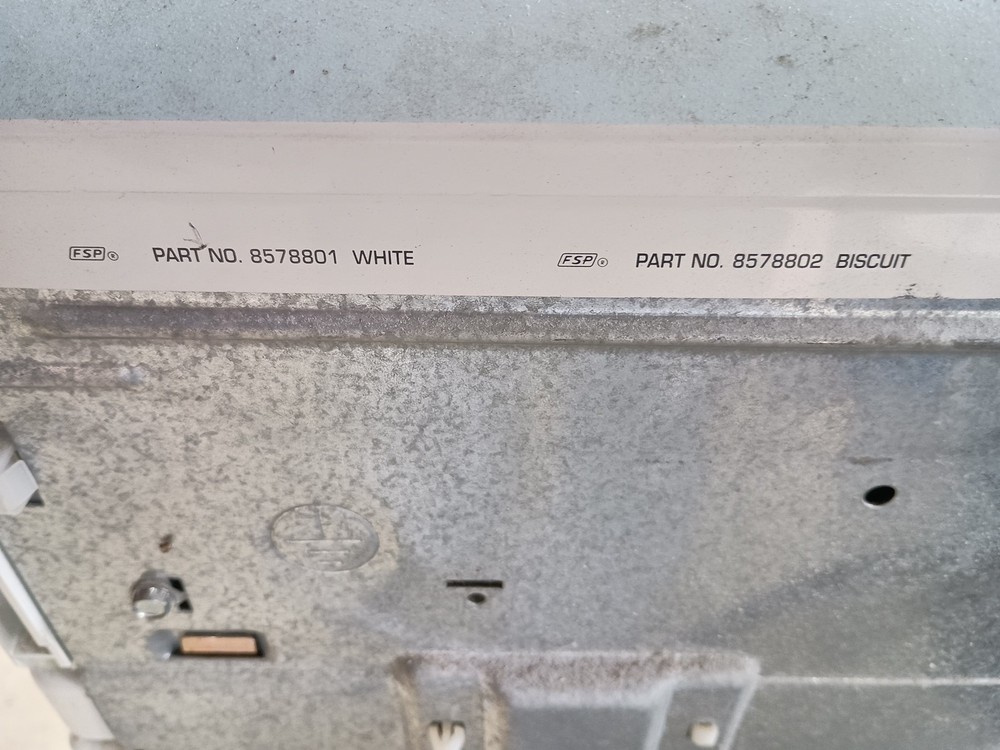 FSP® PART NO. 8578801 WHITE
FSP® PART NO. 8578802 BISCUIT